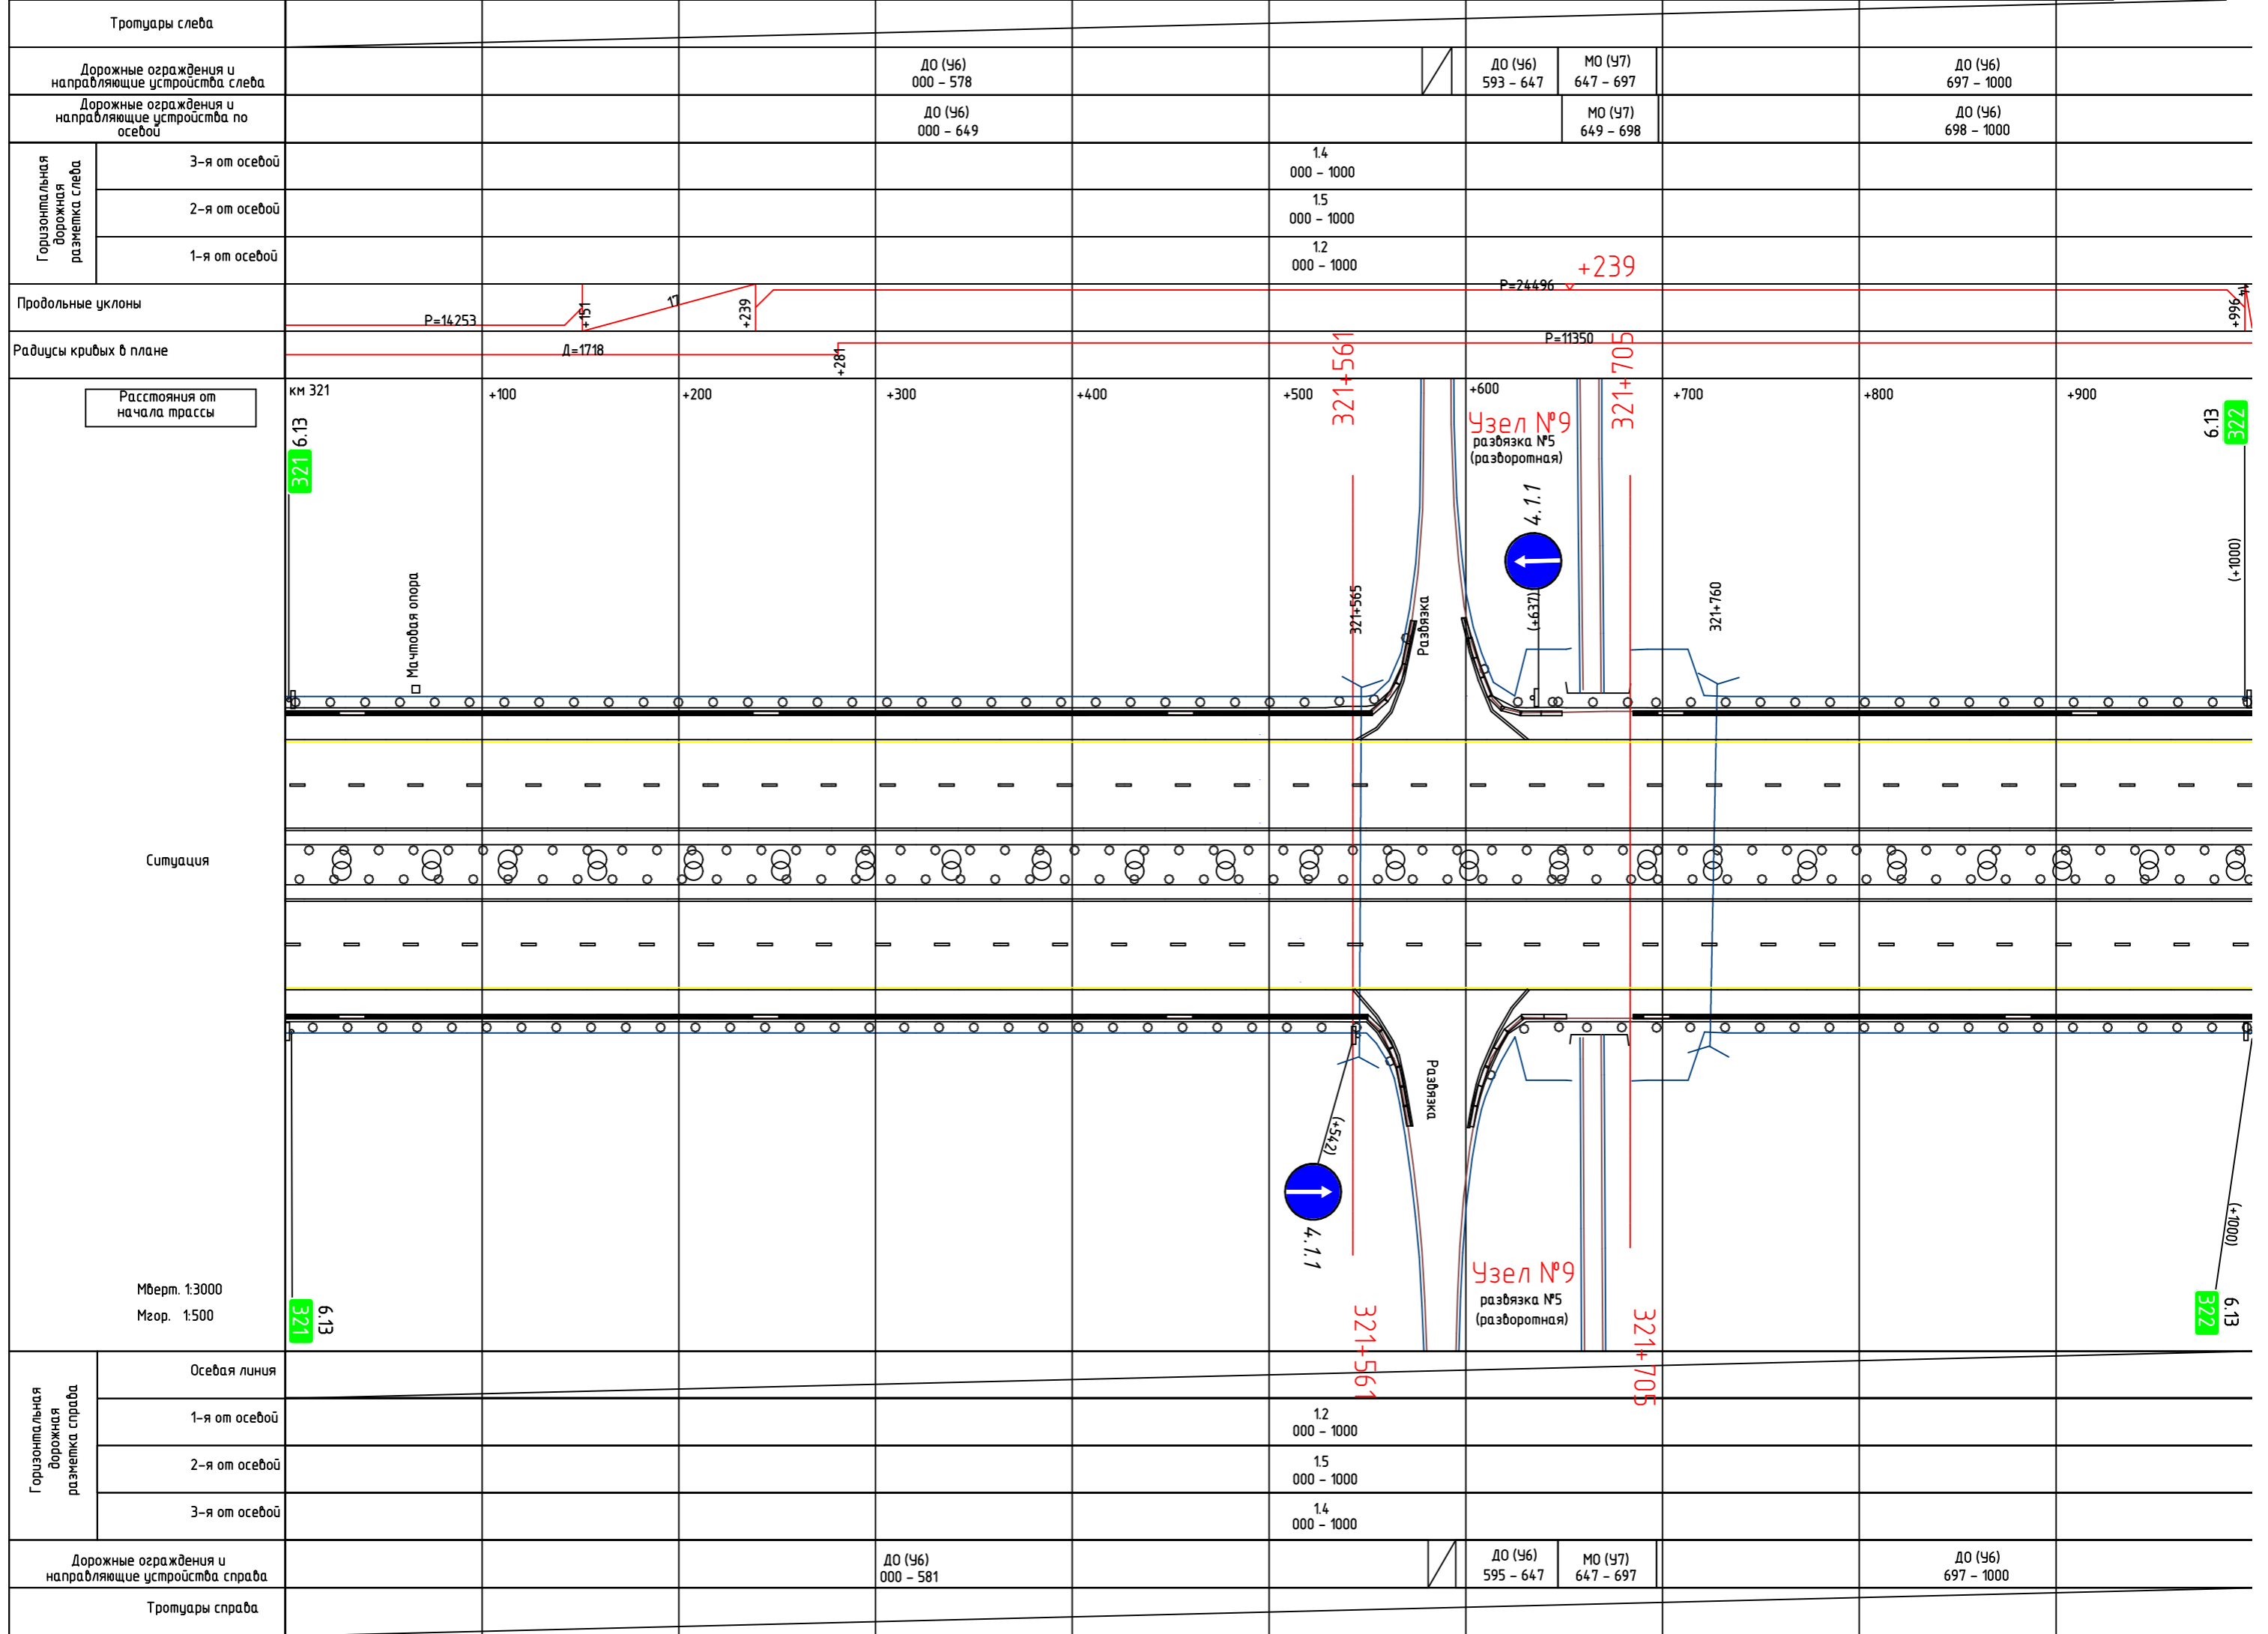 Тротуары слева
Дорожные ограждения и
направляющие устройства слева
ДО (У6)
000 – 578
ДО (У6)
593 – 647
МО (У7)
647 – 697
ДО (У6)
697 – 1000
Дорожные ограждения и
направляющие устройства по
осевой
ДО (У6)
000 – 649
МО (У7)
649 – 698
ДО (У6)
698 – 1000
Горизонтальная
дорожная
разметка слева
3-я от осевой
1.4
000 – 1000
2-я от осевой
1.5
000 – 1000
1-я от осевой
1.2
000 – 1000
+239
Продольные уклоны
Р=14253
+151
17
+239
Р=24496
+996
Радиусы кривых в плане
Д=1718
+281
Р=11350
321+561
321+705
Расстояния от
начала трассы
км 321
+100
+200
+300
+400
+500
+600
+700
+800
+900
6.13
321
6.13
322
Узел №9
развязка №5
(разворотная)
4.1.1
(+637)
(+1000)
Мачтовая опора
321+565
Развязка
321+760
Ситуация
Развязка
(+542)
4.1.1
(+1000)
Мверт. 1:3000
Мгор. 1:500
321
6.13
Узел №9
развязка №5
(разворотная)
322
6.13
321+561
321+705
Горизонтальная
дорожная
разметка справа
Осевая линия
1-я от осевой
1.2
000 – 1000
2-я от осевой
1.5
000 – 1000
3-я от осевой
1.4
000 – 1000
Дорожные ограждения и
направляющие устройства справа
ДО (У6)
000 – 581
ДО (У6)
595 – 647
МО (У7)
647 – 697
ДО (У6)
697 – 1000
Тротуары справа